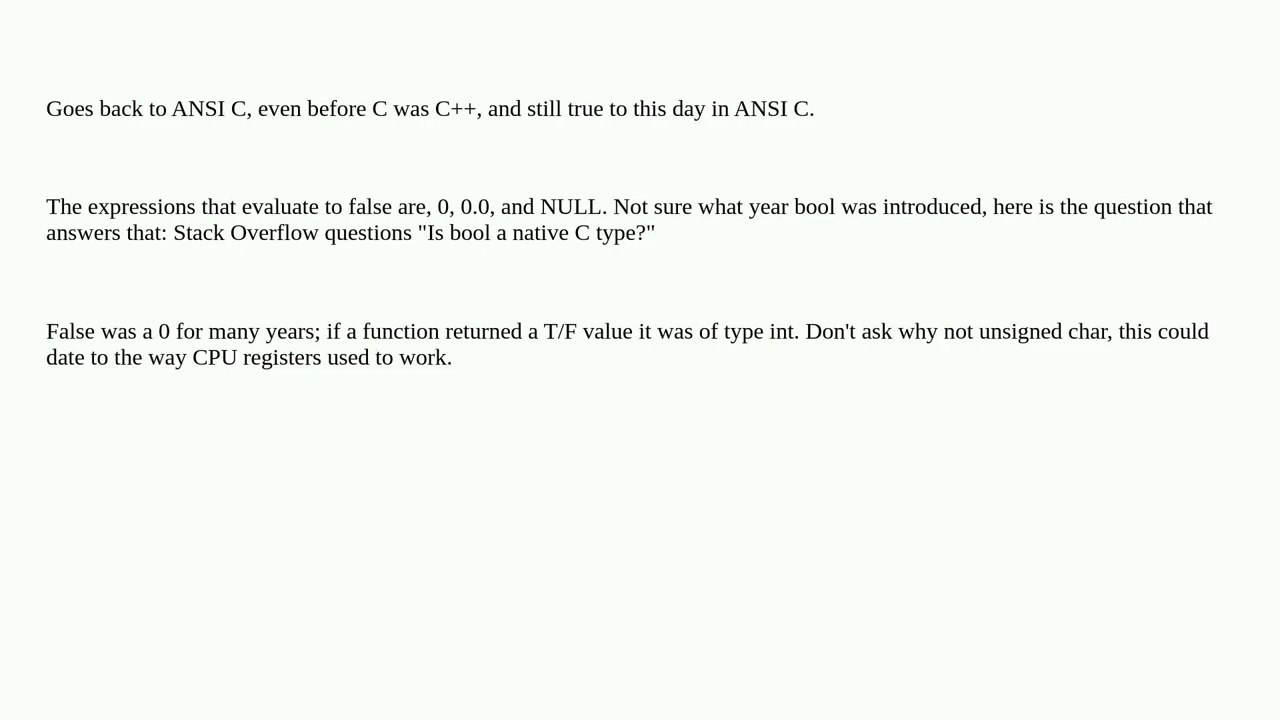 Goes back to ANSI C, even before C was C++, and still true to this day in ANSI C.
The expressions that evaluate to false are, 0, 0.0, and NULL. Not sure what year bool was introduced, here is the question that
answers that: Stack Overflow questions "Is bool a native C type?"
False was a 0 for many years; if a function returned a T/F value it was of type int. Don't ask why not unsigned char, this could
date to the way CPU registers used to work.